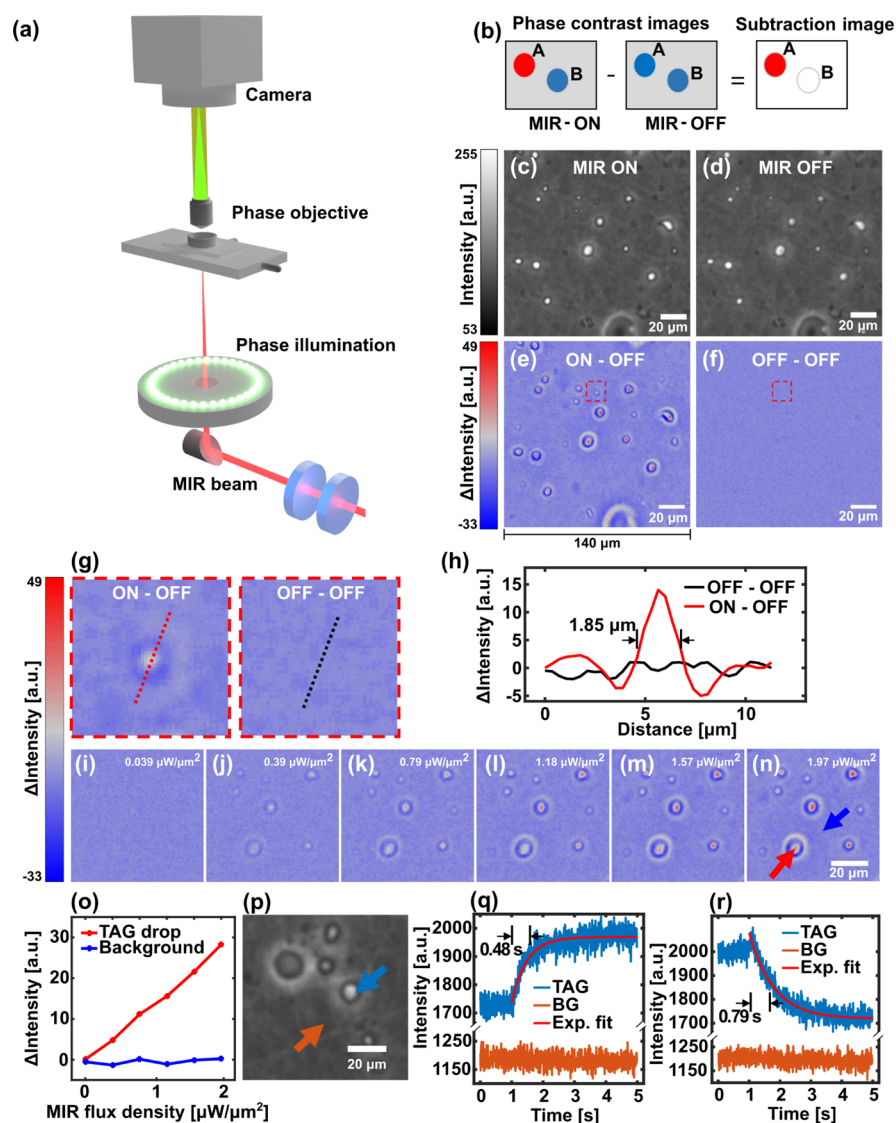 (a)
Camera
Phase objective
Phase illumination
MIR beam
(b)
Phase contrast images
Subtraction image
A
B
-
A
B
=
A
B
MIR - ON
MIR - OFF
255
Intensity [a.u.]
53
(c)
MIR ON
20 µm
(d)
MIR OFF
20 µm
49
ΔIntensity [a.u.]
-33
(e)
ON - OFF
20 µm
(f)
OFF - OFF
20 µm
140 µm
(g)
49
ΔIntensity [a.u.]
-33
ON - OFF
OFF - OFF
(h)
ΔIntensity [a.u.]
15
10
5
0
-5
1.85 µm
OFF - OFF
ON - OFF
0
5
10
Distance [µm]
(i)
0.039 µW/µm²
(j)
0.39 µW/µm²
(k)
0.79 µW/µm²
(l)
1.18 µW/µm²
(m)
1.57 µW/µm²
(n)
1.97 µW/µm²
20 µm
(o)
ΔIntensity [a.u.]
30
20
10
0
TAG drop
Background
0
1
2
MIR flux density [µW/µm²]
(p)
20 µm
(q)
Intensity [a.u.]
2000
1900
1800
1700
1250
1150
0.48 s
TAG
BG
Exp. fit
0 1 2 3 4 5
Time [s]
(r)
Intensity [a.u.]
2000
1900
1800
1700
1250
1150
0.79 s
TAG
BG
Exp. fit
0 1 2 3 4 5
Time [s]